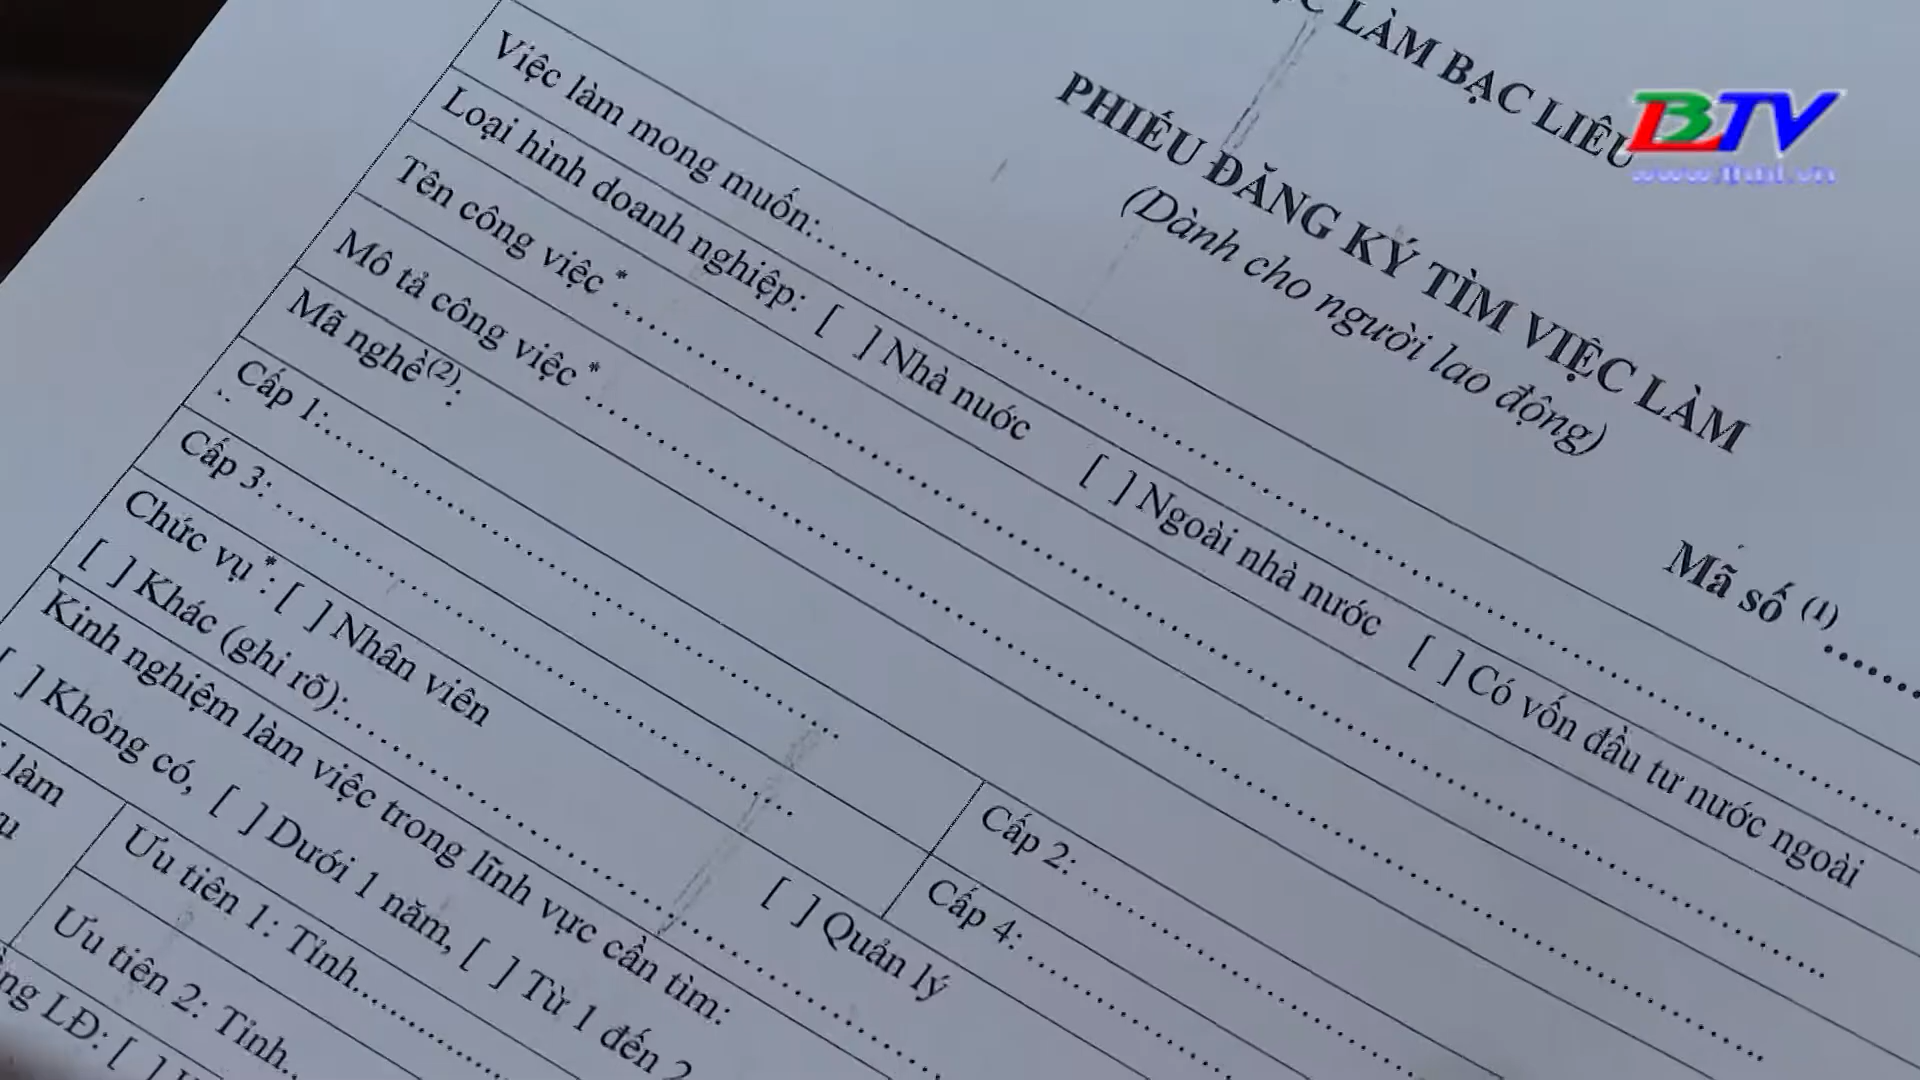 LÀM BẠC LIÊU
BTV
PHIẾU ĐĂNG KÝ TÌM VIỆC LÀM
(Dành cho người lao động)
Mã số (1) ........
Việc làm mong muốn:........
Loại hình doanh nghiệp: [ ] Nhà nước [ ] Ngoài nhà nước [ ] Có vốn đầu tư nước ngoài
Tên công việc * ........
Mô tả công việc * ........
Mã nghề(2):
Cấp 1:........ Cấp 2: ........
Cấp 3: ........ Cấp 4: ........
Chức vụ*: [ ] Nhân viên [ ] Quản lý
[ ] Khác (ghi rõ):........
Kinh nghiệm làm việc trong lĩnh vực cần tìm:
[ ] Không có, [ ] Dưới 1 năm, [ ] Từ 1 đến 2
làm
Ưu tiên 1: Tỉnh........
Ưu tiên 2: Tỉnh..
LĐ: [ ]